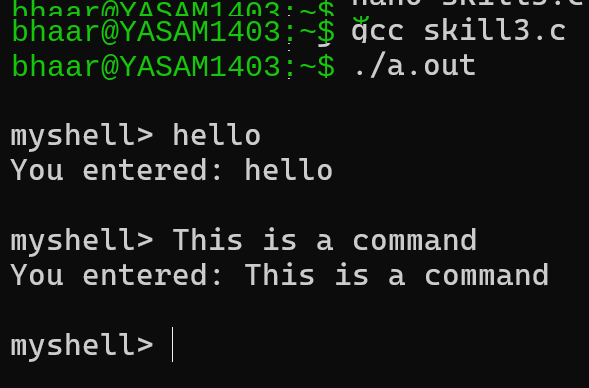 bhaar@YASAM1403:~$ nano skill3.c
bhaar@YASAM1403:~$ gcc skill3.c
bhaar@YASAM1403:~$ ./a.out
myshell> hello
You entered: hello
myshell> This is a command
You entered: This is a command
myshell>